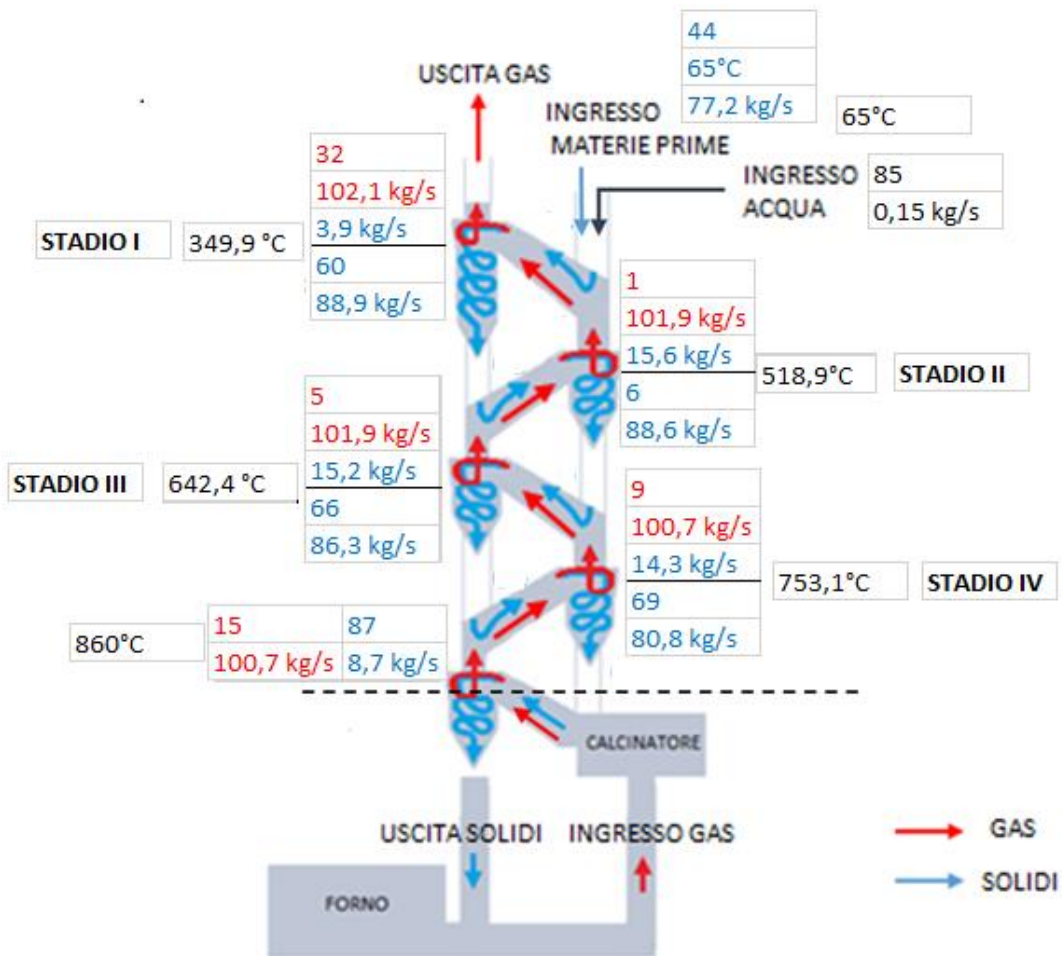 44
65°C
77,2 kg/s
65°C
USCITA GAS
INGRESSO
MATERIE PRIME
INGRESSO
ACQUA
85
0,15 kg/s
32
102,1 kg/s
3,9 kg/s
60
88,9 kg/s
STADIO I
349,9 °C
1
101,9 kg/s
15,6 kg/s
6
88,6 kg/s
518,9°C
STADIO II
5
101,9 kg/s
15,2 kg/s
66
86,3 kg/s
STADIO III
642,4 °C
9
100,7 kg/s
14,3 kg/s
69
80,8 kg/s
753,1°C
STADIO IV
860°C
15 87
100,7 kg/s 8,7 kg/s
CALCINATORE
USCITA SOLIDI
INGRESSO GAS
GAS
SOLIDI
FORNO